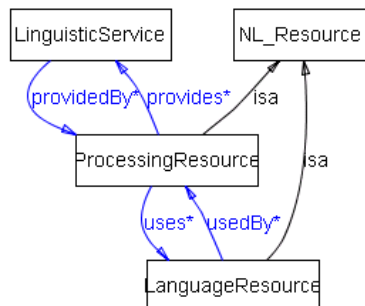 LinguisticService NL_Resource
providedBy* provides* isa
ProcessingResource
isa
uses* usedBy*
LanguageResource